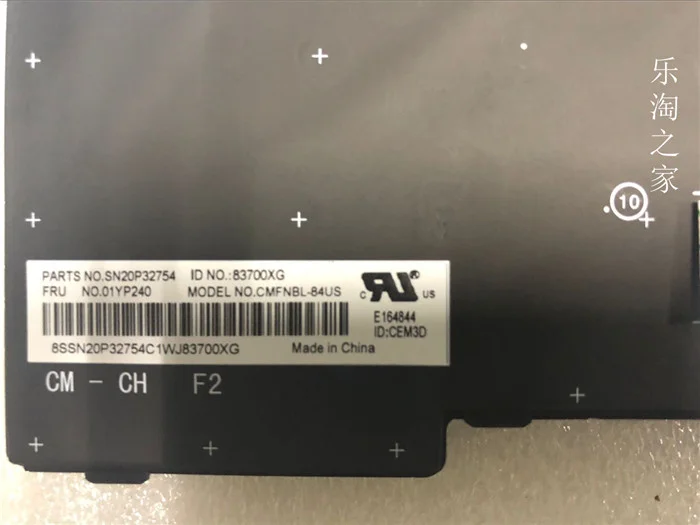 乐淘之家
10
PARTS NO.SN20P32754 ID NO.:83700XG
FRU NO.01YP240 MODEL NO.CMFNBL-84US
c RU US
E164844
ID:CEM3D
8SSN20P32754C1WJ83700XG Made in China
CM - CH F2